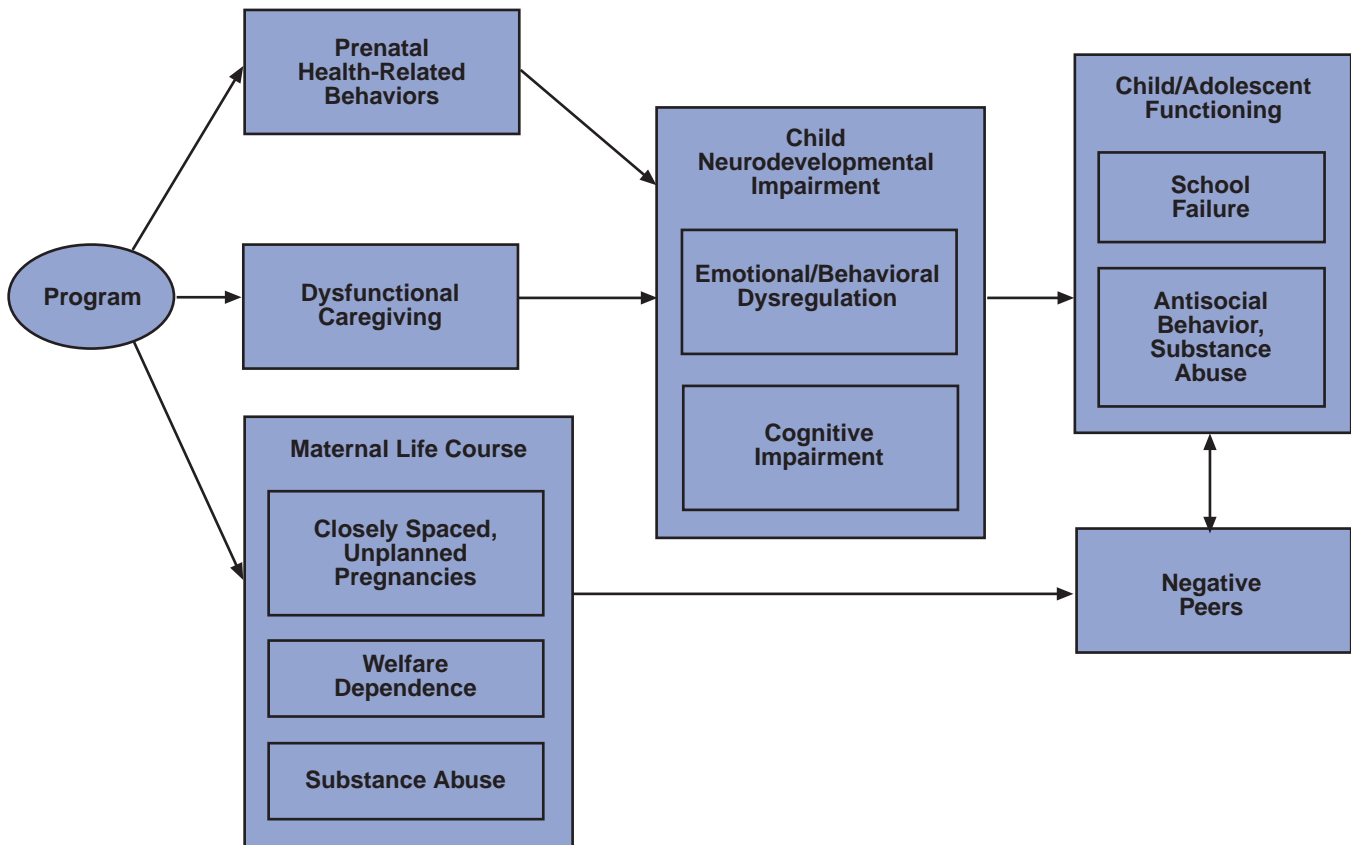 Program
Prenatal
Health-Related
Behaviors
Dysfunctional
Caregiving
Maternal Life Course
Closely Spaced,
Unplanned
Pregnancies
Welfare
Dependence
Substance Abuse
Child
Neurodevelopmental
Impairment
Emotional/Behavioral
Dysregulation
Cognitive
Impairment
Child/Adolescent
Functioning
School
Failure
Antisocial
Behavior,
Substance
Abuse
Negative
Peers